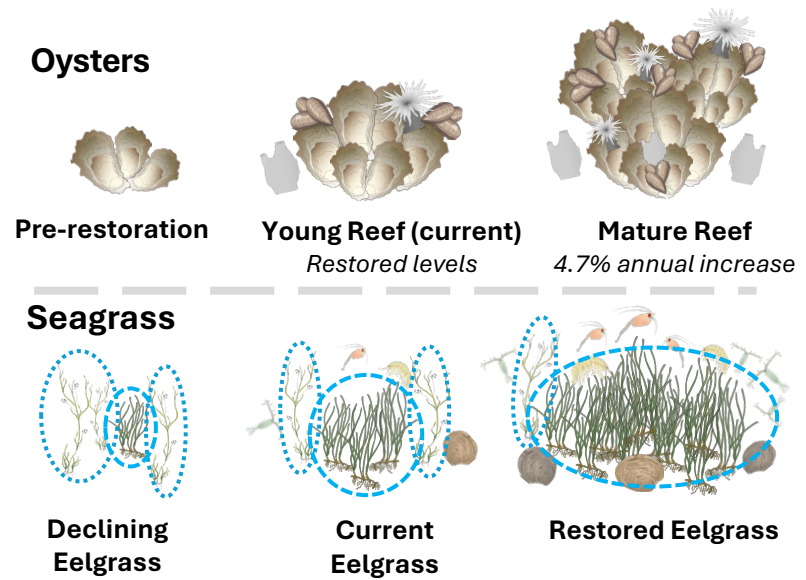 Oysters
Pre-restoration
Young Reef (current)
Restored levels
Mature Reef
4.7% annual increase
Seagrass
Declining
Eelgrass
Current
Eelgrass
Restored Eelgrass